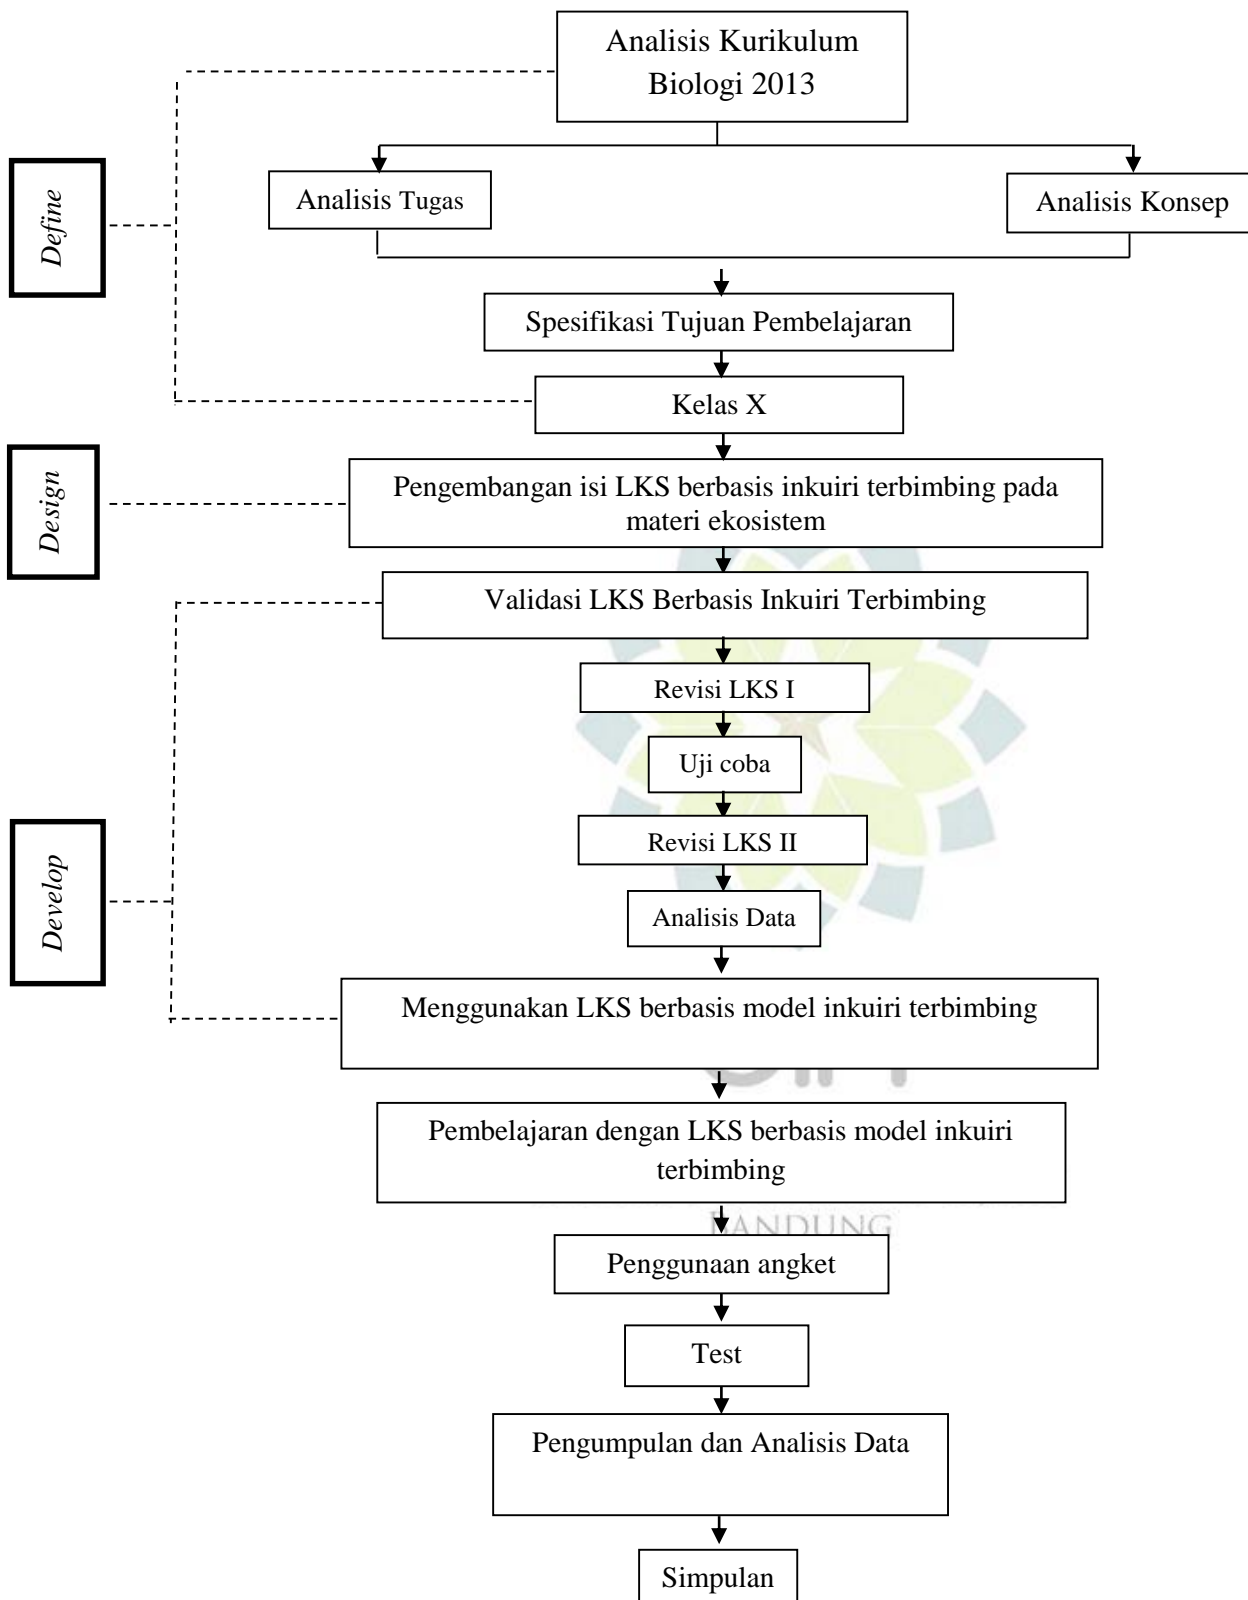 Analisis Kurikulum
Biologi 2013
Define
Analisis Tugas
Analisis Konsep
Spesifikasi Tujuan Pembelajaran
Kelas X
Design
Pengembangan isi LKS berbasis inkuiri terbimbing pada
materi ekosistem
Validasi LKS Berbasis Inkuiri Terbimbing
Revisi LKS I
Uji coba
Develop
Revisi LKS II
Analisis Data
Menggunakan LKS berbasis model inkuiri terbimbing
Pembelajaran dengan LKS berbasis model inkuiri
terbimbing
BANDUNG
Penggunaan angket
Test
Pengumpulan dan Analisis Data
Simpulan